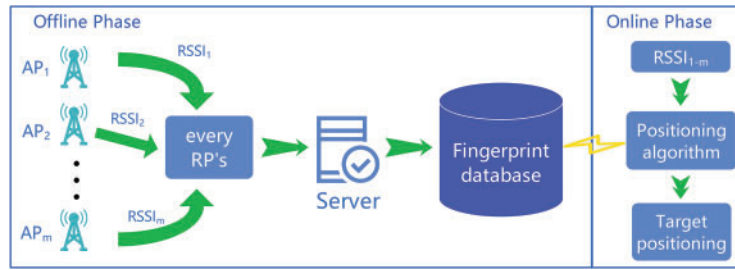 Offline Phase
Online Phase
AP₁
RSSI₁
RSSI₁₋ₘ
AP₂
RSSI₂
every
RP's
Server
Fingerprint
database
Positioning
algorithm
APₘ
RSSIₘ
Target
positioning